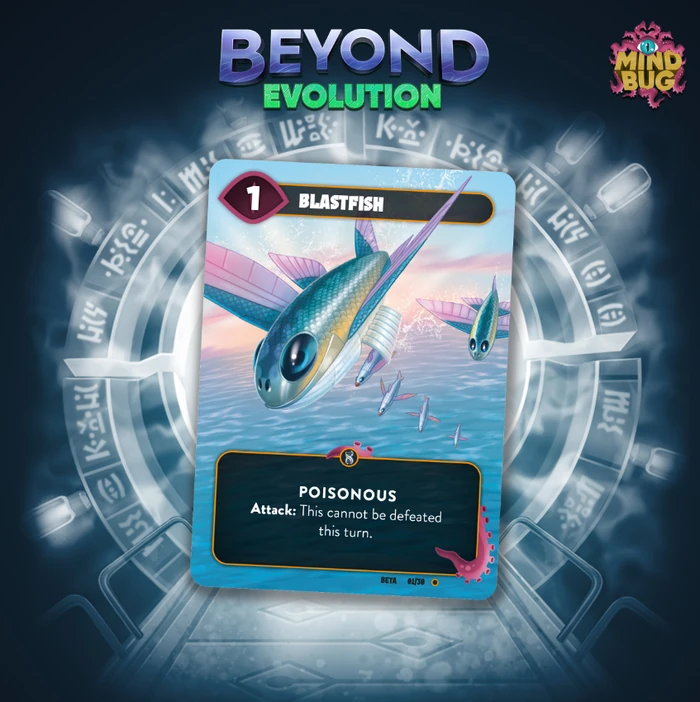 BEYOND
EVOLUTION
MIND
BUG
1 BLASTFISH
POISONOUS
Attack: This cannot be defeated
this turn.
BETA 01/30